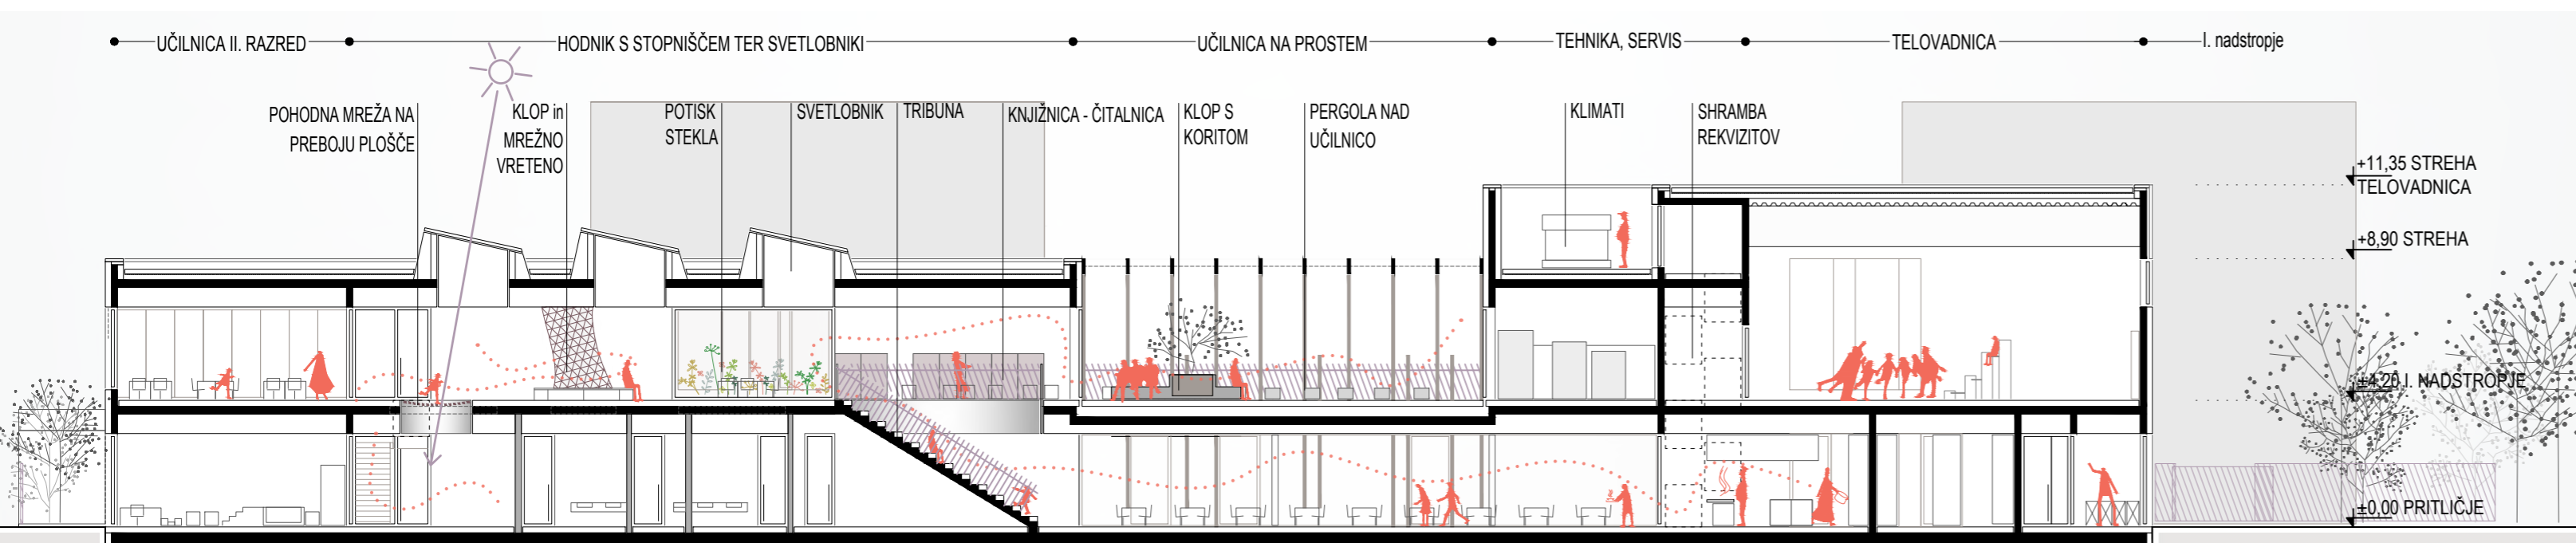 UČILNICA II. RAZRED
HODNIK S STOPNIŠČEM TER SVETLOBNIKI
UČILNICA NA PROSTEM
TEHNIKA, SERVIS
TELOVADNICA
I. nadstropje
POHODNA MREŽA NA
PREBOJU PLOŠČE
KLOP in
MREŽNO
VRETENO
POTISK
STEKLA
SVETLOBNIK
TRIBUNA
KNJIŽNICA - ČITALNICA
KLOP S
KORITOM
PERGOLA NAD
UČILNICO
KLIMATI
SHRAMBA
REKVIZITOV
+11,35 STREHA
TELOVADNICA
+8,90 STREHA
±4,20 I. NADSTROPJE
±0,00 PRITLIČJE